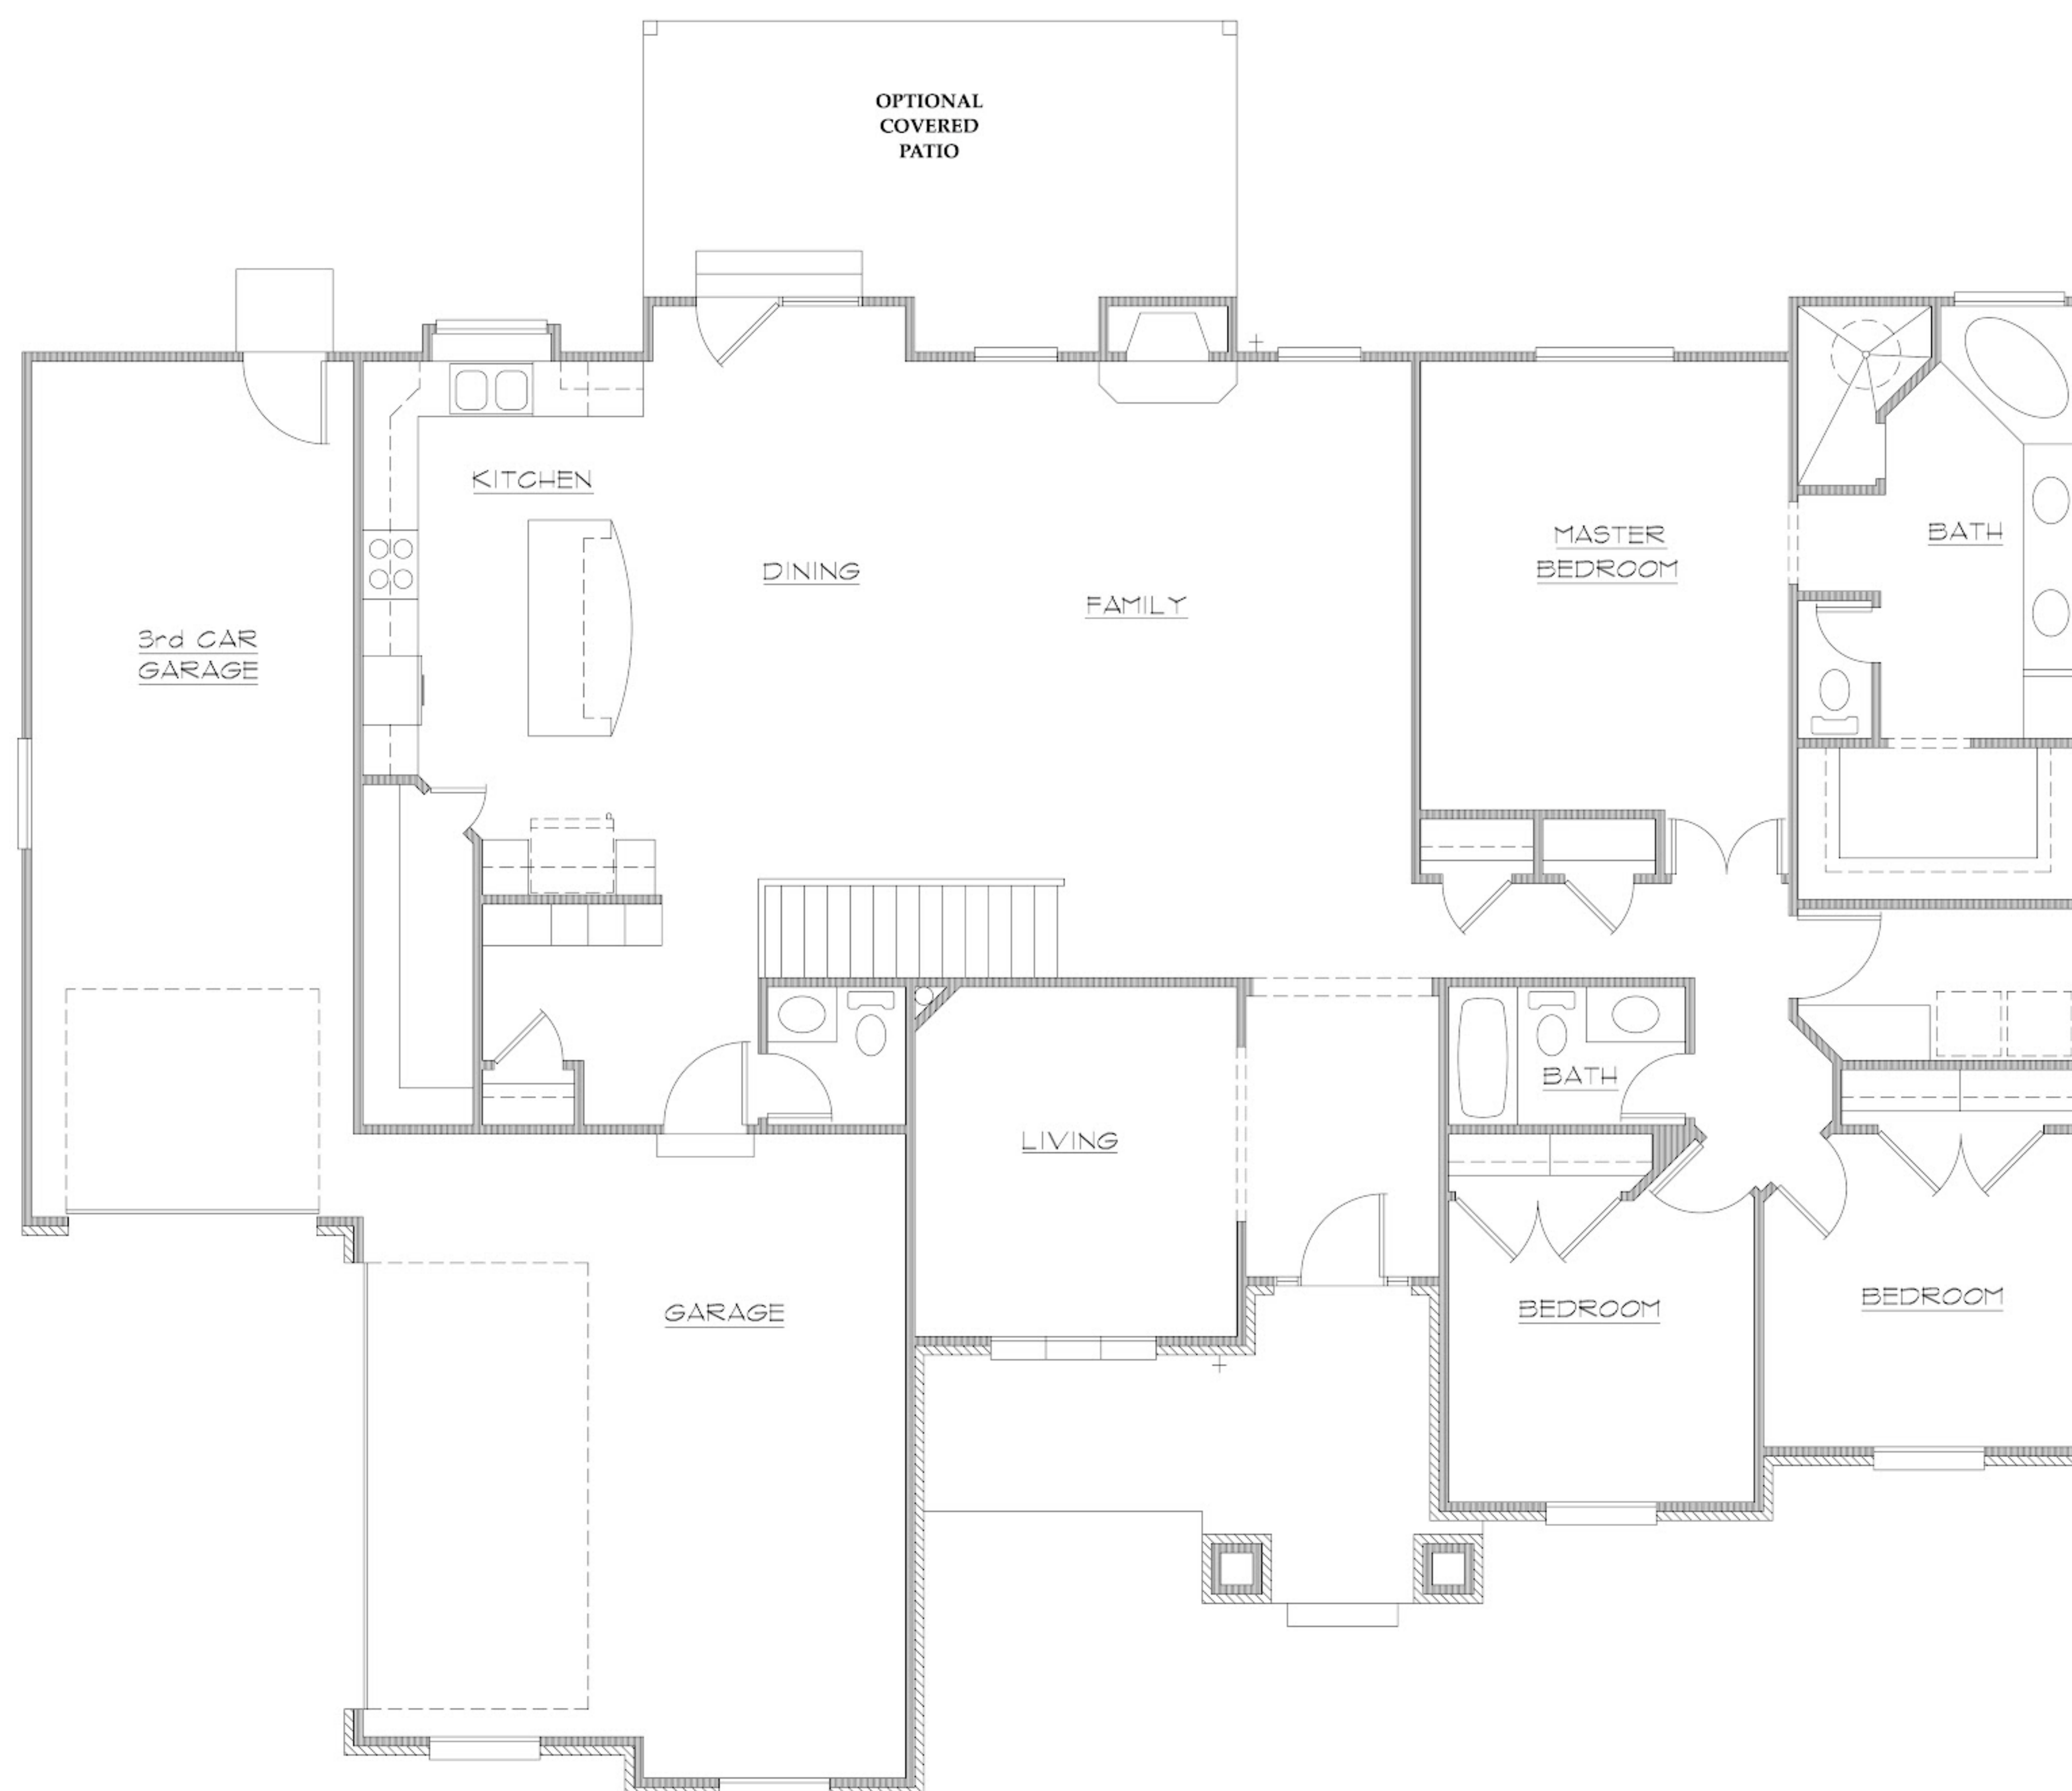 OPTIONAL
COVERED
PATIO
KITCHEN
DINING
FAMILY
MASTER
BEDROOM
BATH
3rd CAR
GARAGE
LIVING
BATH
GARAGE
BEDROOM
BEDROOM